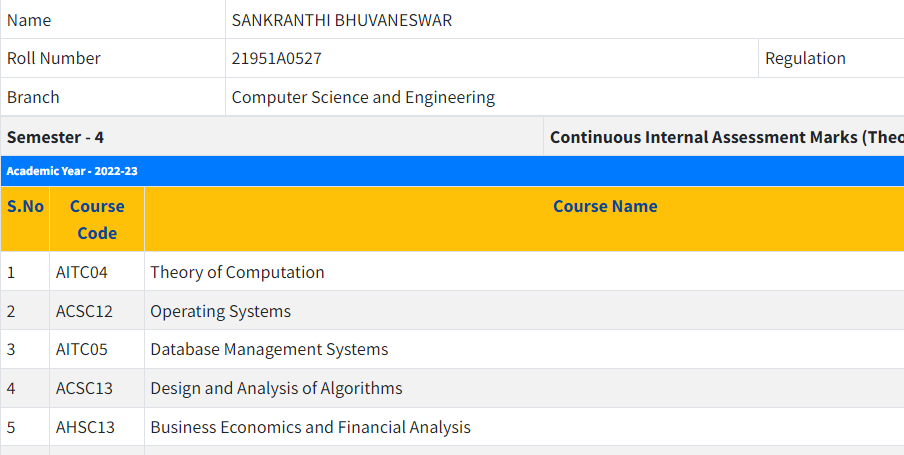 Name SANKRANTHI BHUVANESWAR
Roll Number 21951A0527 Regulation
Branch Computer Science and Engineering
Semester - 4 Continuous Internal Assessment Marks (Theo
Academic Year - 2022-23
S.No Course Code Course Name
1 AITC04 Theory of Computation
2 ACSC12 Operating Systems
3 AITC05 Database Management Systems
4 ACSC13 Design and Analysis of Algorithms
5 AHSC13 Business Economics and Financial Analysis